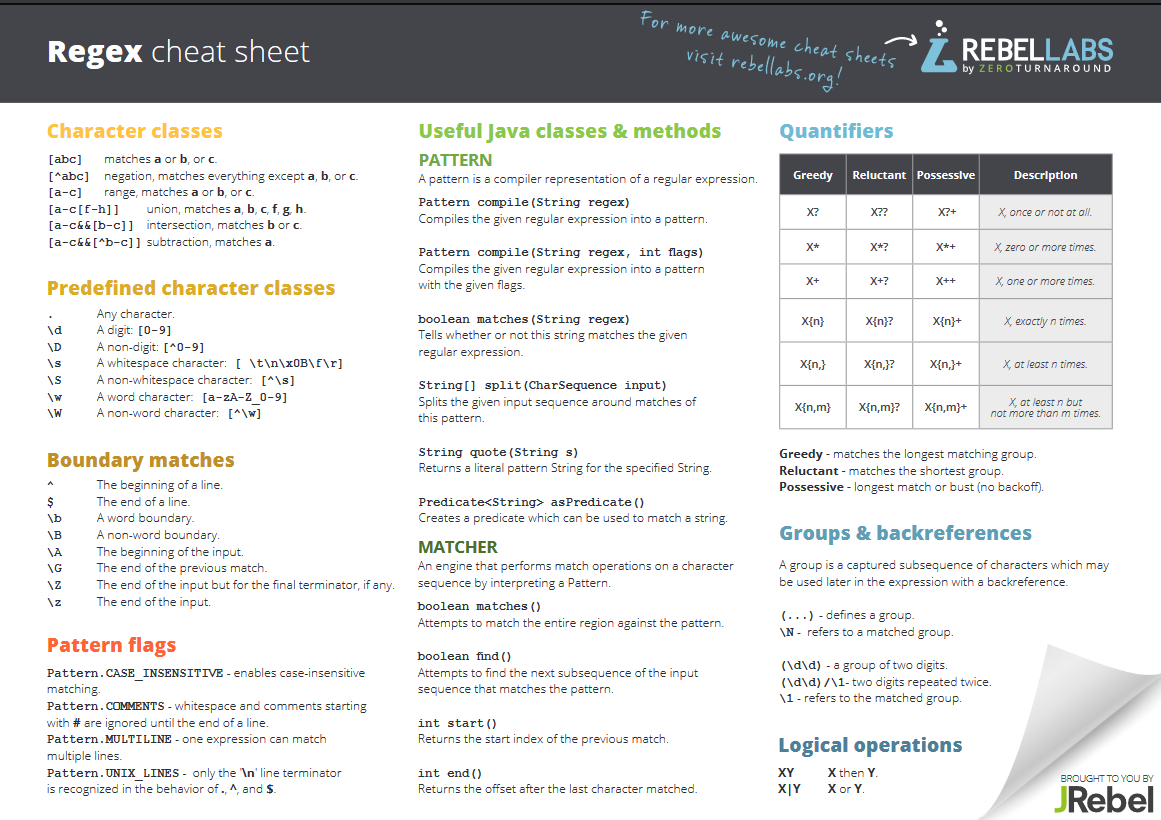 Regex cheat sheet
For more awesome cheat sheets
visit rebellabs.org!
REBELLABS
by ZEROTURNAROUND
Character classes
[abc] matches a or b, or c.
[^abc] negation, matches everything except a, b, or c.
[a-c] range, matches a or b, or c.
[a-c[f-h]] union, matches a, b, c, f, g, h.
[a-c&&[b-c]] intersection, matches b or c.
[a-c&&[^b-c]] subtraction, matches a.
Predefined character classes
. Any character.
\d A digit: [0-9]
\D A non-digit: [^0-9]
\s A whitespace character: [ \t\n\x0B\f\r]
\S A non-whitespace character: [^\s]
\w A word character: [a-zA-Z_0-9]
\W A non-word character: [^\w]
Boundary matches
^ The beginning of a line.
$ The end of a line.
\b A word boundary.
\B A non-word boundary.
\A The beginning of the input.
\G The end of the previous match.
\Z The end of the input but for the final terminator, if any.
\z The end of the input.
Pattern flags
Pattern.CASE_INSENSITIVE - enables case-insensitive
matching.
Pattern.COMMENTS - whitespace and comments starting
with # are ignored until the end of a line.
Pattern.MULTILINE - one expression can match
multiple lines.
Pattern.UNIX_LINES - only the '\n' line terminator
is recognized in the behavior of ., ^, and $.
Useful Java classes & methods
PATTERN
A pattern is a compiler representation of a regular expression.
Pattern compile(String regex)
Compiles the given regular expression into a pattern.
Pattern compile(String regex, int flags)
Compiles the given regular expression into a pattern
with the given flags.
boolean matches(String regex)
Tells whether or not this string matches the given
regular expression.
String[] split(CharSequence input)
Splits the given input sequence around matches of
this pattern.
String quote(String s)
Returns a literal pattern String for the specified String.
Predicate<String> asPredicate()
Creates a predicate which can be used to match a string.
MATCHER
An engine that performs match operations on a character
sequence by interpreting a Pattern.
boolean matches()
Attempts to match the entire region against the pattern.
boolean find()
Attempts to find the next subsequence of the input
sequence that matches the pattern.
int start()
Returns the start index of the previous match.
int end()
Returns the offset after the last character matched.
Quantifiers
Greedy Reluctant Possessive Description
X? X?? X?+ X, once or not at all.
X* X*? X*+ X, zero or more times.
X+ X+? X++ X, one or more times.
X{n} X{n}? X{n}+ X, exactly n times.
X{n,} X{n,}? X{n,}+ X, at least n times.
X{n,m} X{n,m}? X{n,m}+ X, at least n but
not more than m times.
Greedy - matches the longest matching group.
Reluctant - matches the shortest group.
Possessive - longest match or bust (no backoff).
Groups & backreferences
A group is a captured subsequence of characters which may
be used later in the expression with a backreference.
(...) - defines a group.
\N - refers to a matched group.
(\d\d) - a group of two digits.
(\d\d)/\1- two digits repeated twice.
\1 - refers to the matched group.
Logical operations
XY X then Y.
X|Y X or Y.
BROUGHT TO YOU BY
JRebel